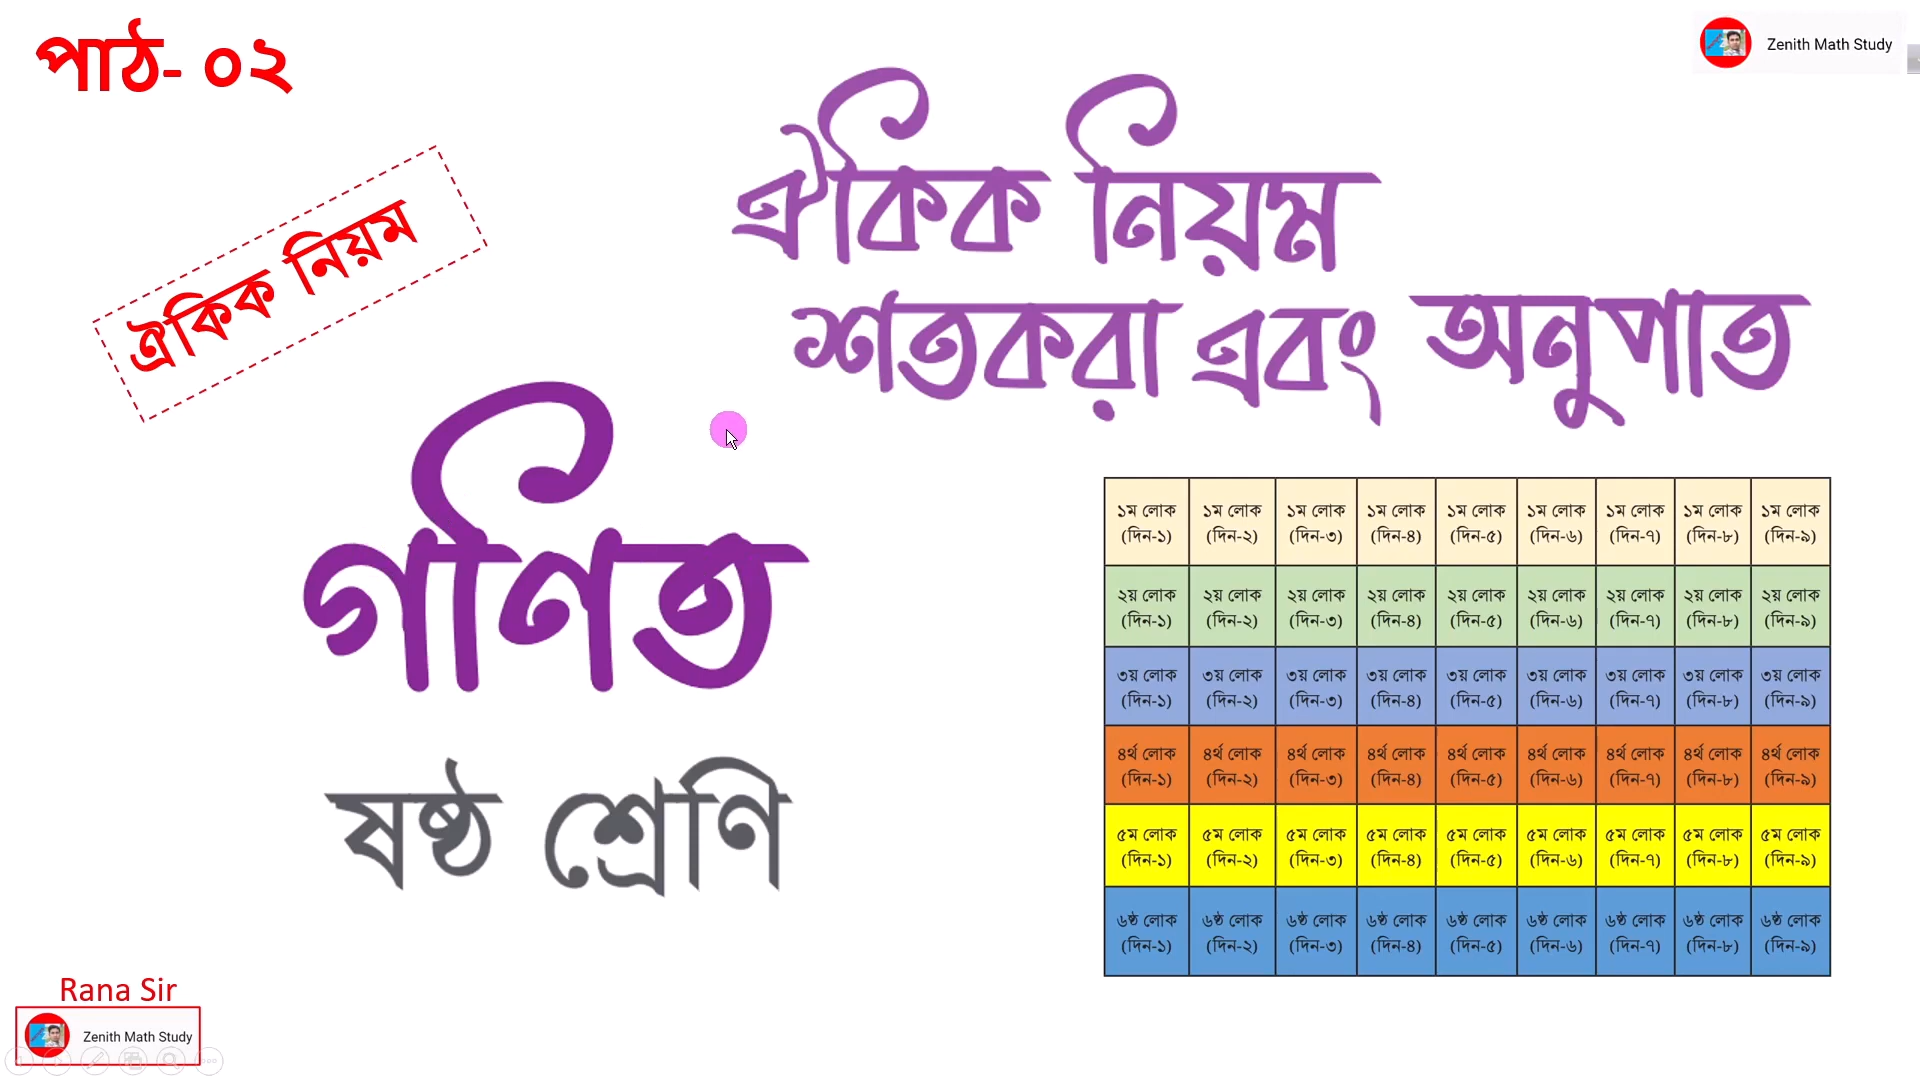 পাঠ- ০২
Zenith Math Study
ঐকিক নিয়ম
ঐকিক নিয়ম
শতকরা এবং অনুপাত
গণিত
ষষ্ঠ শ্রেণি
১ম লোক ১ম লোক ১ম লোক ১ম লোক ১ম লোক ১ম লোক ১ম লোক ১ম লোক ১ম লোক
(দিন-১) (দিন-২) (দিন-৩) (দিন-৪) (দিন-৫) (দিন-৬) (দিন-৭) (দিন-৮) (দিন-৯)
২য় লোক ২য় লোক ২য় লোক ২য় লোক ২য় লোক ২য় লোক ২য় লোক ২য় লোক ২য় লোক
(দিন-১) (দিন-২) (দিন-৩) (দিন-৪) (দিন-৫) (দিন-৬) (দিন-৭) (দিন-৮) (দিন-৯)
৩য় লোক ৩য় লোক ৩য় লোক ৩য় লোক ৩য় লোক ৩য় লোক ৩য় লোক ৩য় লোক ৩য় লোক
(দিন-১) (দিন-২) (দিন-৩) (দিন-৪) (দিন-৫) (দিন-৬) (দিন-৭) (দিন-৮) (দিন-৯)
৪র্থ লোক ৪র্থ লোক ৪র্থ লোক ৪র্থ লোক ৪র্থ লোক ৪র্থ লোক ৪র্থ লোক ৪র্থ লোক ৪র্থ লোক
(দিন-১) (দিন-২) (দিন-৩) (দিন-৪) (দিন-৫) (দিন-৬) (দিন-৭) (দিন-৮) (দিন-৯)
৫ম লোক ৫ম লোক ৫ম লোক ৫ম লোক ৫ম লোক ৫ম লোক ৫ম লোক ৫ম লোক ৫ম লোক
(দিন-১) (দিন-২) (দিন-৩) (দিন-৪) (দিন-৫) (দিন-৬) (দিন-৭) (দিন-৮) (দিন-৯)
৬ষ্ঠ লোক ৬ষ্ঠ লোক ৬ষ্ঠ লোক ৬ষ্ঠ লোক ৬ষ্ঠ লোক ৬ষ্ঠ লোক ৬ষ্ঠ লোক ৬ষ্ঠ লোক ৬ষ্ঠ লোক
(দিন-১) (দিন-২) (দিন-৩) (দিন-৪) (দিন-৫) (দিন-৬) (দিন-৭) (দিন-৮) (দিন-৯)
Rana Sir
Zenith Math Study